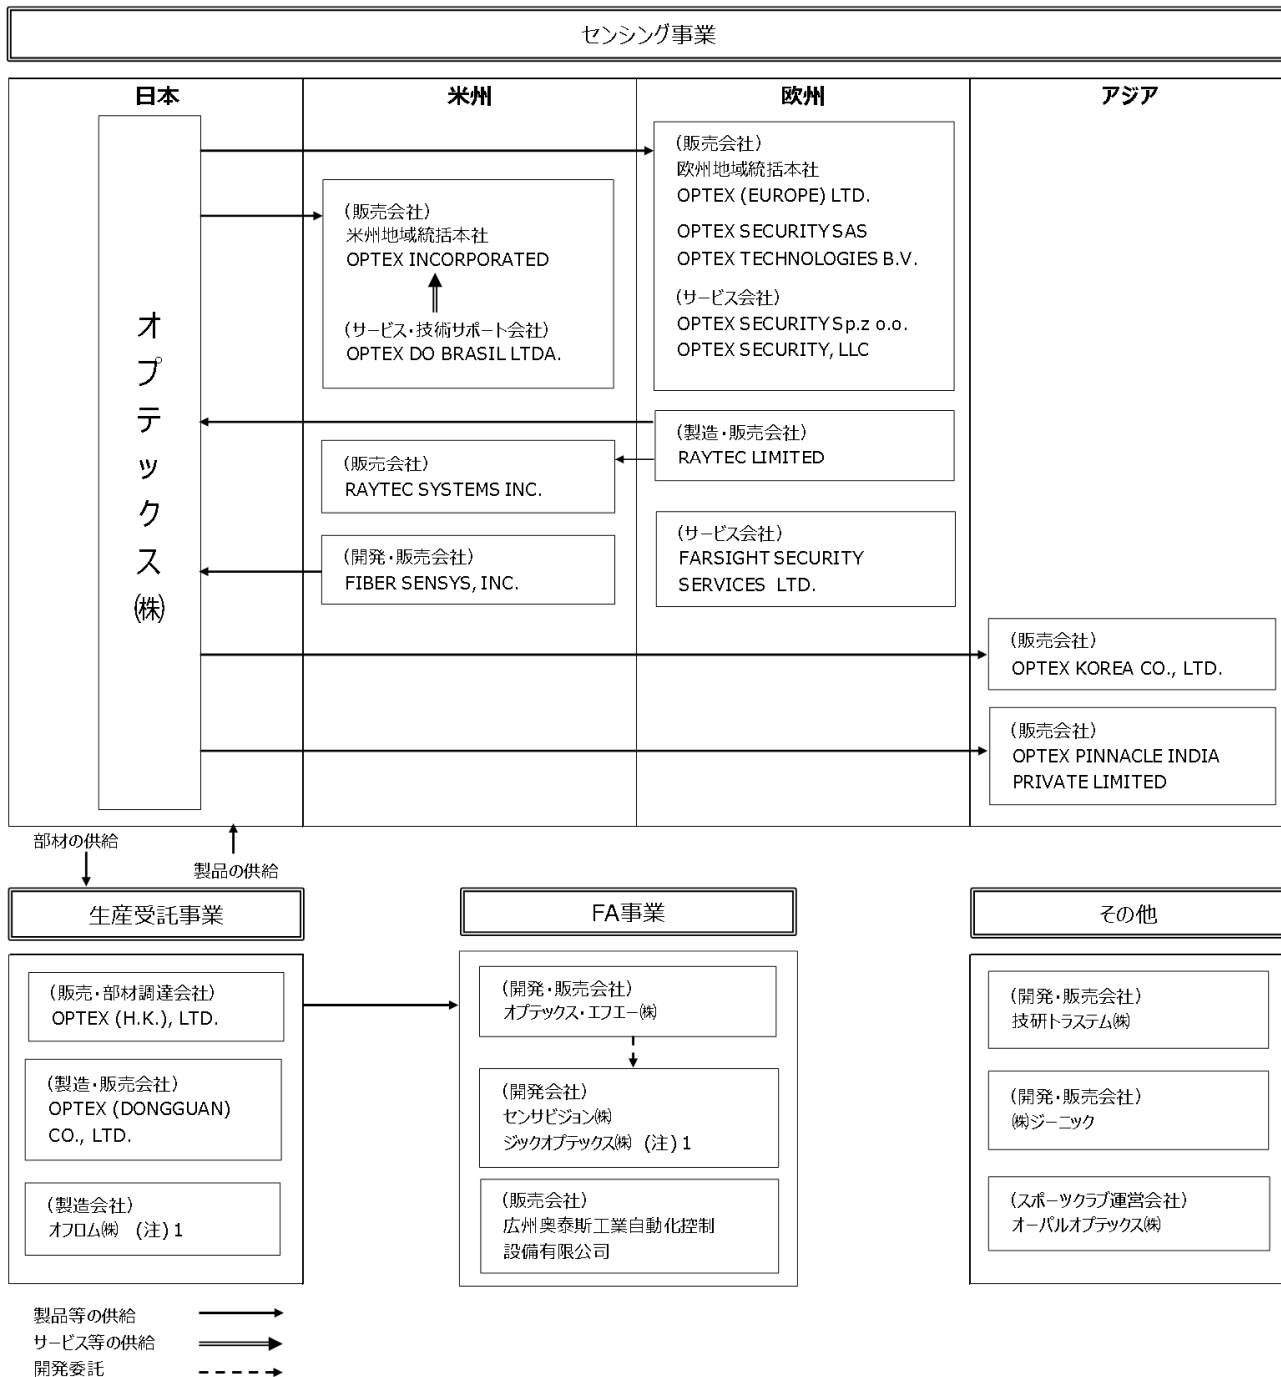 センシング事業
日本
米州
欧州
アジア
オプテックス㈱
(販売会社)
米州地域統括本社
OPTEX INCORPORATED
(サービス・技術サポート会社)
OPTEX DO BRASIL LTDA.
(販売会社)
RAYTEC SYSTEMS INC.
(開発・販売会社)
FIBER SENSYS, INC.
(販売会社)
欧州地域統括本社
OPTEX (EUROPE) LTD.
OPTEX SECURITY SAS
OPTEX TECHNOLOGIES B.V.
(サービス会社)
OPTEX SECURITY Sp.z o.o.
OPTEX SECURITY, LLC
(製造・販売会社)
RAYTEC LIMITED
(サービス会社)
FARSIGHT SECURITY
SERVICES LTD.
(販売会社)
OPTEX KOREA CO., LTD.
(販売会社)
OPTEX PINNACLE INDIA
PRIVATE LIMITED
部材の供給
製品の供給
生産受託事業
(販売・部材調達会社)
OPTEX (H.K.), LTD.
(製造・販売会社)
OPTEX (DONGGUAN)
CO., LTD.
(製造会社)
オフロム㈱ (注) 1
FA事業
(開発・販売会社)
オプテックス・エフエー㈱
(開発会社)
センサビジョン㈱
ジックオプテックス㈱ (注) 1
(販売会社)
広州奥泰斯工業自動化控制
設備有限公司
その他
(開発・販売会社)
技研トラステム㈱
(開発・販売会社)
㈱ジーニック
(スポーツクラブ運営会社)
オーパルオプテックス㈱
製品等の供給
サービス等の供給
開発委託